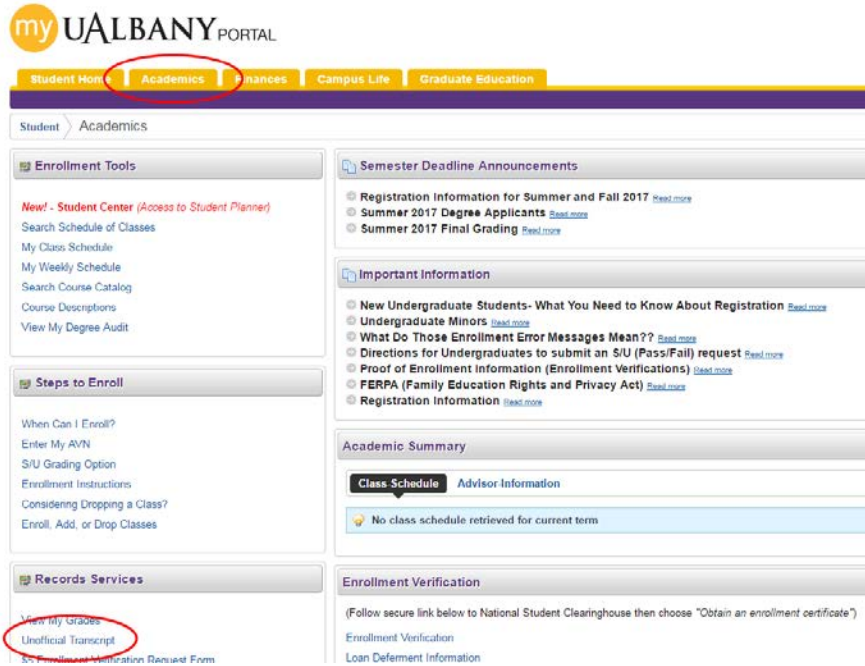 my UALBANY PORTAL
Student Home Academics Finances Campus Life Graduate Education
Student Academics
Enrollment Tools
New! - Student Center (Access to Student Planner)
Search Schedule of Classes
My Class Schedule
My Weekly Schedule
Search Course Catalog
Course Descriptions
View My Degree Audit
Steps to Enroll
When Can I Enroll?
Enter My AVN
S/U Grading Option
Enrollment Instructions
Considering Dropping a Class?
Enroll, Add, or Drop Classes
Records Services
View My Grades
Unofficial Transcript
$5 Enrollment Verification Request Form
Semester Deadline Announcements
Registration Information for Summer and Fall 2017 Read more
Summer 2017 Degree Applicants Read more
Summer 2017 Final Grading Read more
Important Information
New Undergraduate Students- What You Need to Know About Registration Read more
Undergraduate Minors Read more
What Do Those Enrollment Error Messages Mean?? Read more
Directions for Undergraduates to submit an S/U (Pass/Fail) request Read more
Proof of Enrollment Information (Enrollment Verifications) Read more
FERPA (Family Education Rights and Privacy Act) Read more
Registration Information Read more
Academic Summary
Class-Schedule Advisor-Information
No class schedule retrieved for current term
Enrollment Verification
(Follow secure link below to National Student Clearinghouse then choose "Obtain an enrollment certificate")
Enrollment Verification
Loan Deferment Information